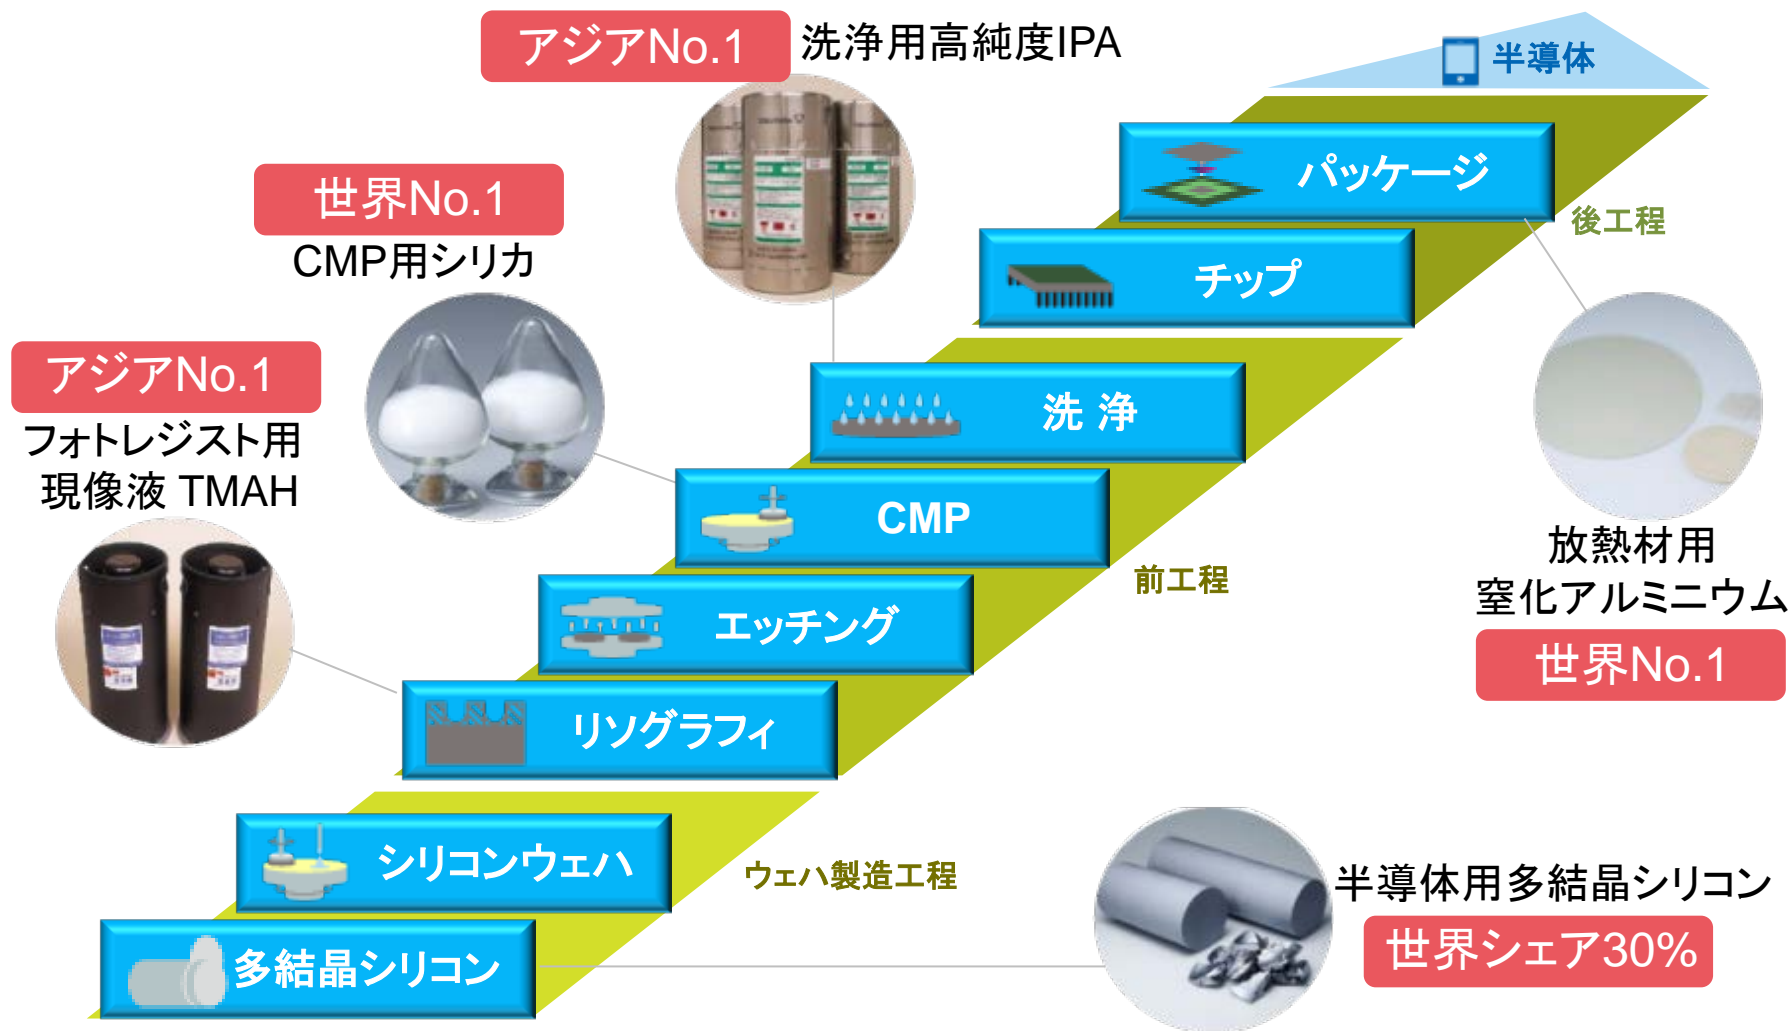 アジアNo.1
洗浄用高純度IPA
半導体
世界No.1
CMP用シリカ
アジアNo.1
フォトレジスト用
現像液 TMAH
パッケージ
後工程
チップ
洗 浄
CMP
前工程
エッチング
リソグラフィ
放熱材用
窒化アルミニウム
世界No.1
シリコンウェハ
ウェハ製造工程
多結晶シリコン
半導体用多結晶シリコン
世界シェア30%